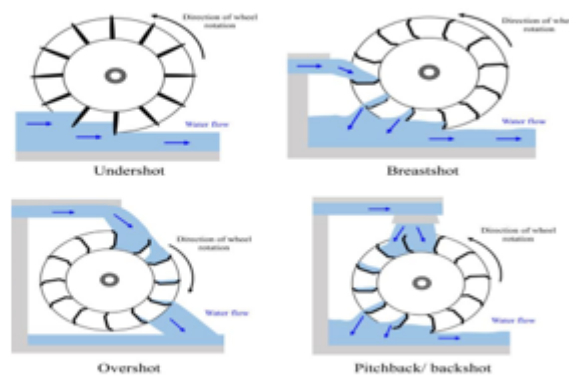 Direction of wheel
rotation
Water flow
Undershot
Direction of wheel
rotation
Water flow
Breastshot
Direction of wheel
rotation
Water flow
Overshot
Direction of wheel
rotation
Water flow
Pitchback/ backshot